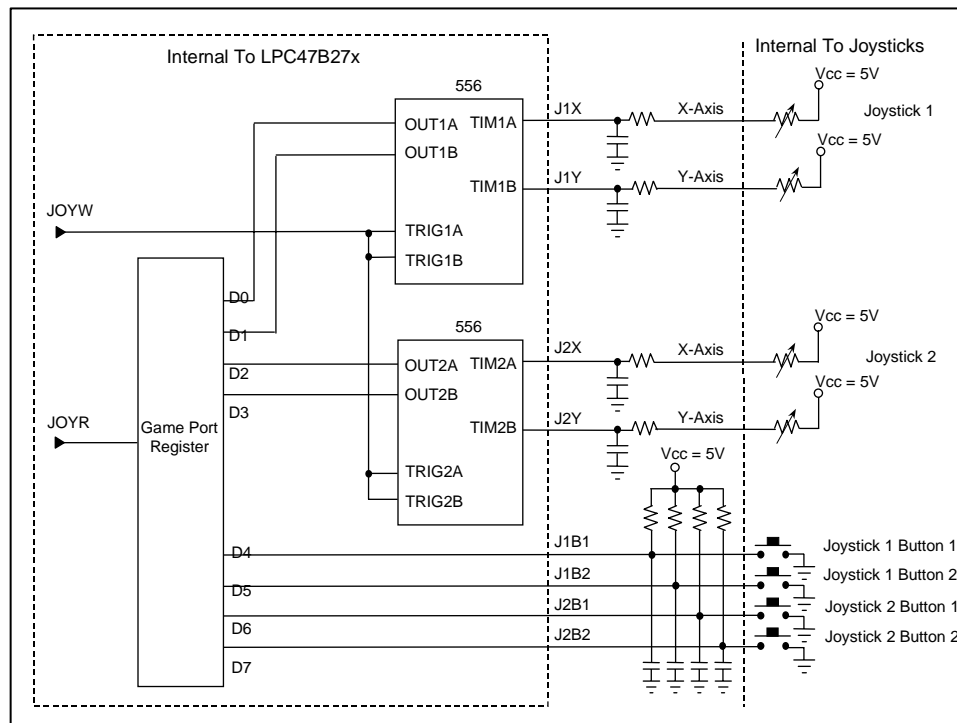 Internal To LPC47B27x
Internal To Joysticks
Vcc = 5V
556
J1X
X-Axis
Joystick 1
OUT1A
TIM1A
OUT1B
Vcc = 5V
J1Y
Y-Axis
TIM1B
JOYW
TRIG1A
TRIG1B
D0
Vcc = 5V
556
D1
J2X
X-Axis
Joystick 2
OUT2A
TIM2A
D2
Vcc = 5V
OUT2B
D3
J2Y
Y-Axis
JOYR
Game Port
Register
TIM2B
Vcc = 5V
TRIG2A
TRIG2B
D4
J1B1
Joystick 1 Button 1
D5
J1B2
Joystick 1 Button 2
D6
J2B1
Joystick 2 Button 1
D7
J2B2
Joystick 2 Button 2